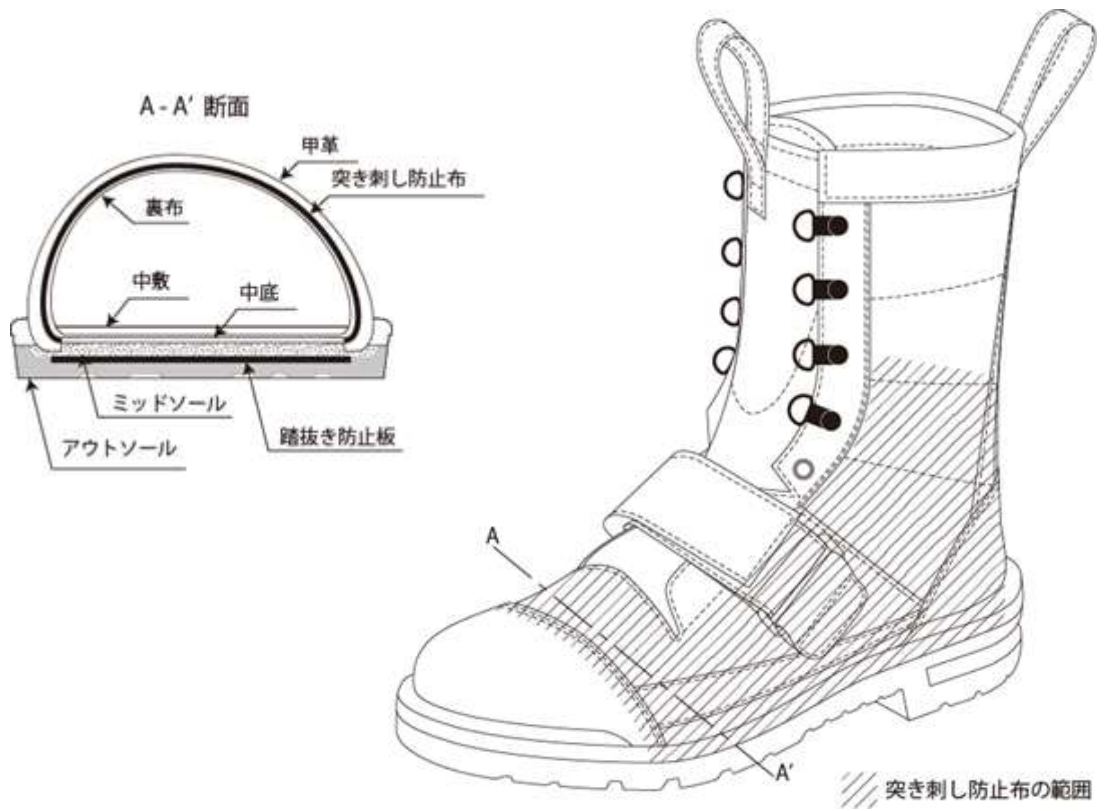 A - A' 断面
甲革
突き刺し防止布
裏布
中敷
中底
ミッドソール
踏抜き防止板
アウトソール
A
A'
突き刺し防止布の範囲